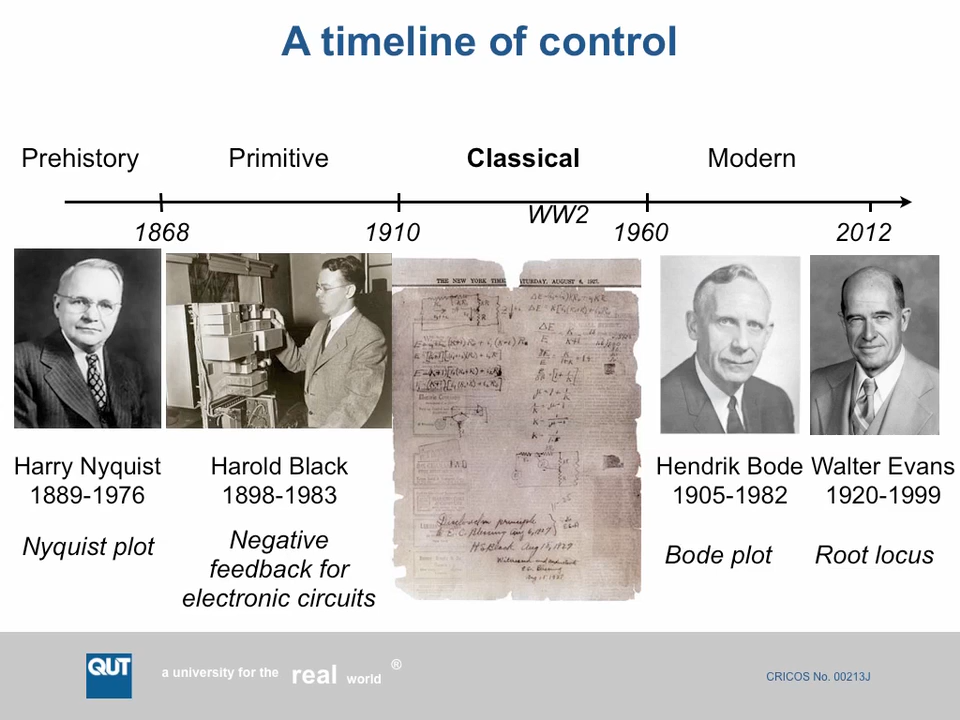 A timeline of control
Prehistory
Primitive
Classical
Modern
WW2
1868
1910
1960
2012
THE NEW YORK TIME
ATURDAY, AUGUST 6, 1927.
Harry Nyquist
1889-1976
Nyquist plot
Harold Black
1898-1983
Negative
feedback for
electronic circuits
Hendrik Bode
1905-1982
Bode plot
Walter Evans
1920-1999
Root locus
QUT
a university for the real world ®
CRICOS No. 00213J